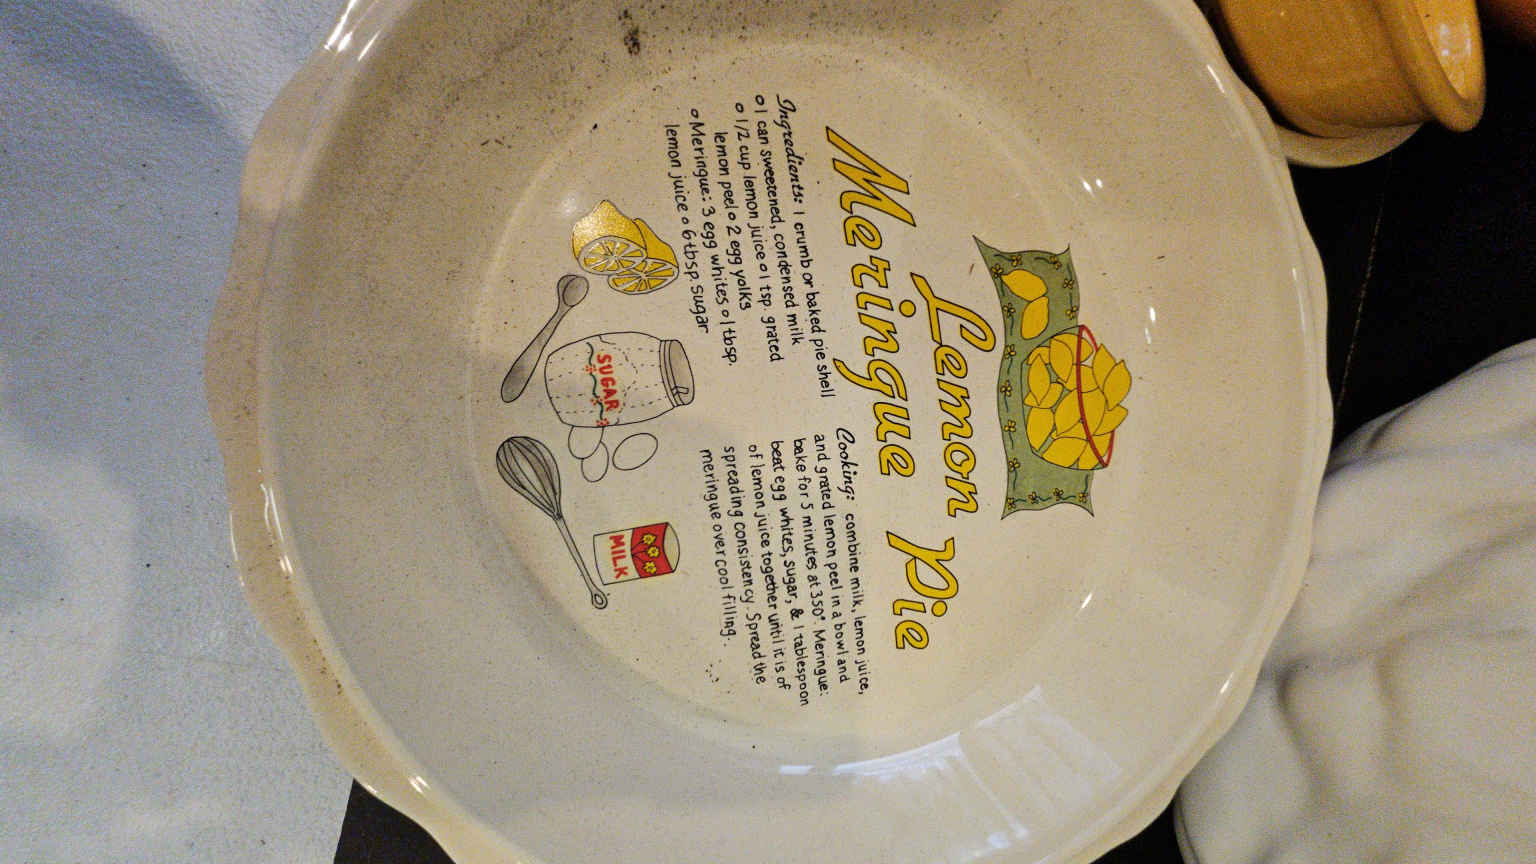 Lemon
Meringue Pie
Ingredients: 1 crumb or baked pie shell
o 1 can sweetened, condensed milk
o 1/2 cup lemon juice o 1 tsp. grated
lemon peel o 2 egg yolks
o Meringue: 3 egg whites o 1 tbsp.
lemon juice o 6 tbsp. sugar
Cooking: combine milk, lemon juice,
and grated lemon peel in a bowl and
bake for 5 minutes at 350°. Meringue:
beat egg whites, sugar, & 1 tablespoon
of lemon juice together until it is of
spreading consistency. Spread the
meringue over cool filling.
SUGAR
MILK